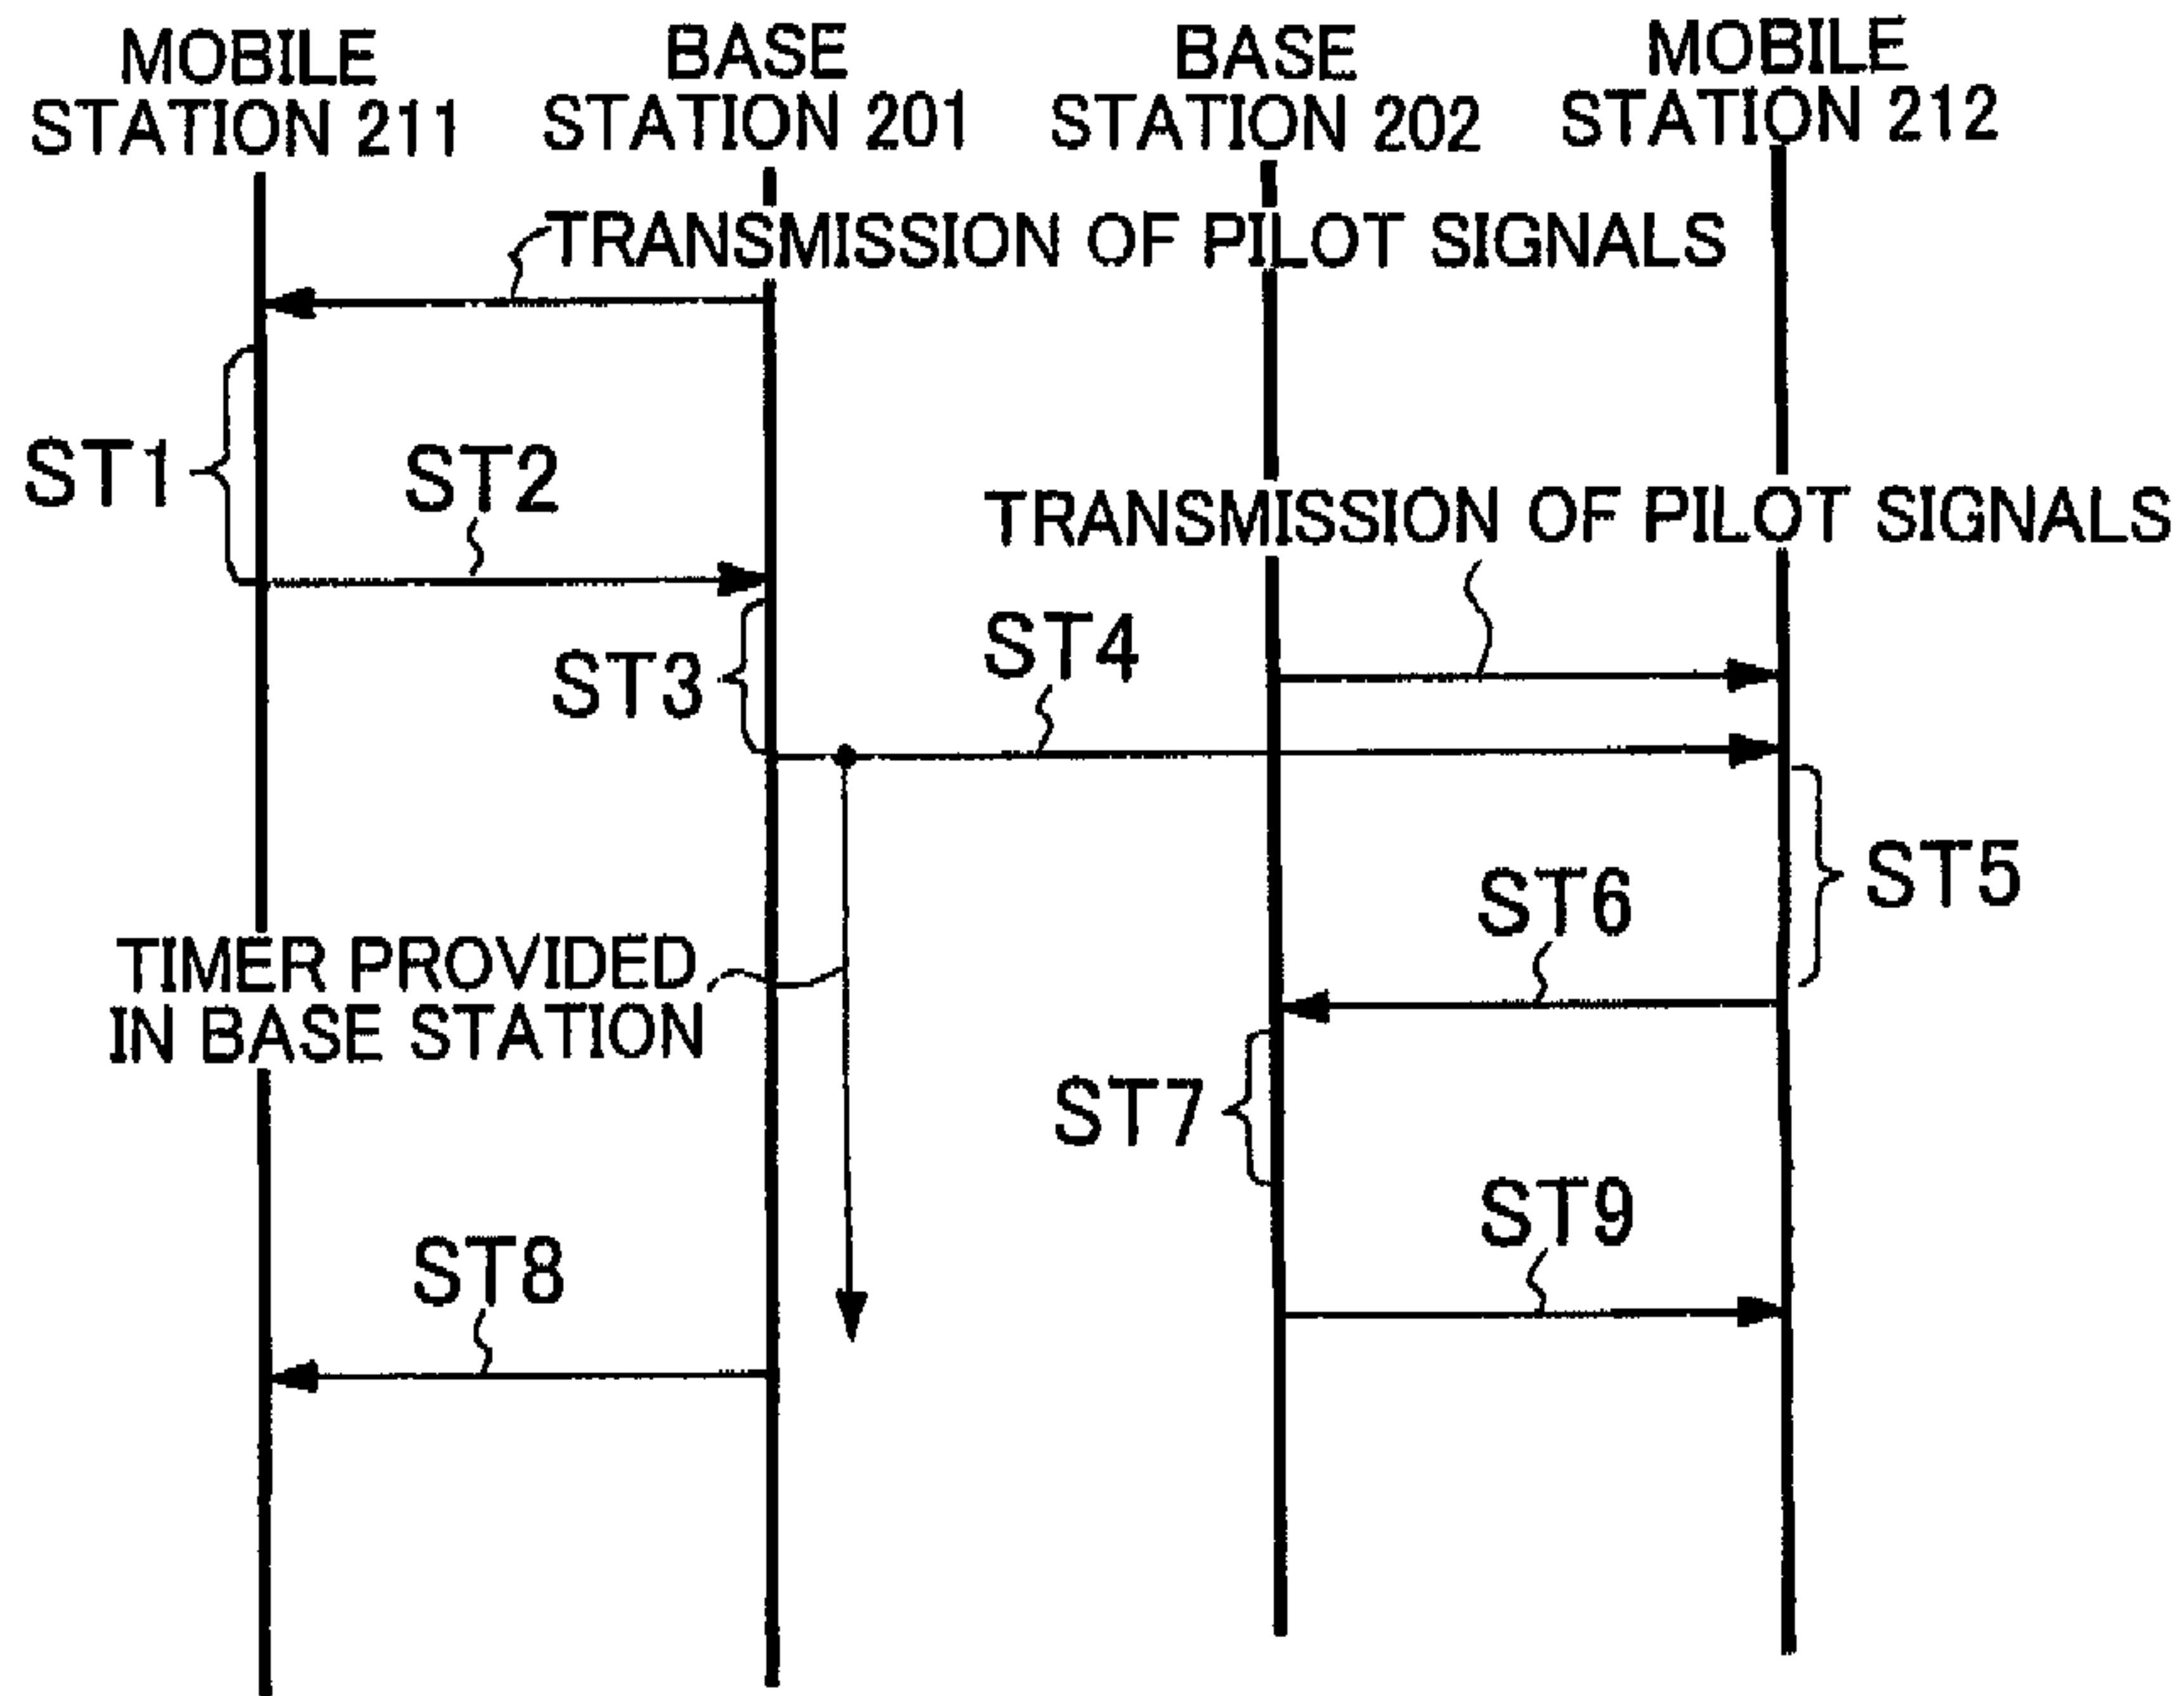 MOBILE
STATION 211
BASE
STATION 201
BASE
STATION 202
MOBILE
STATION 212
TRANSMISSION OF PILOT SIGNALS
ST1
ST2
TRANSMISSION OF PILOT SIGNALS
ST3
ST4
ST5
ST6
TIMER PROVIDED
IN BASE STATION
ST7
ST9
ST8